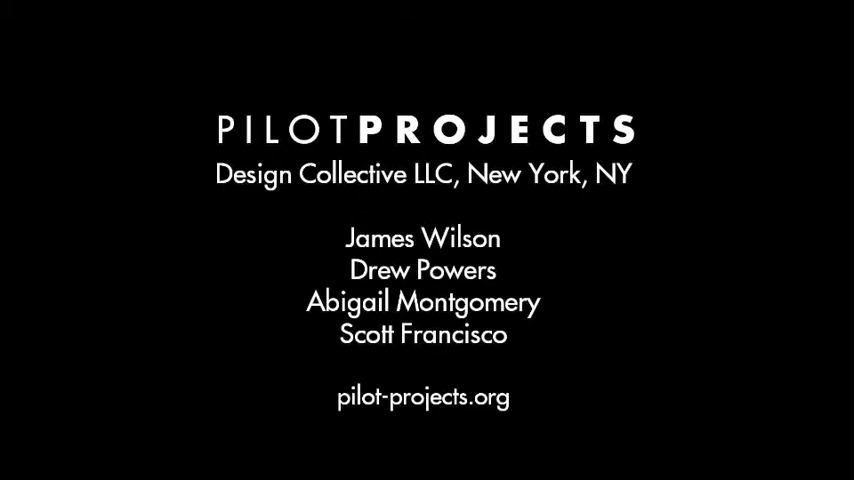 PILOTPROJECTS
Design Collective LLC, New York, NY
James Wilson
Drew Powers
Abigail Montgomery
Scott Francisco
pilot-projects.org